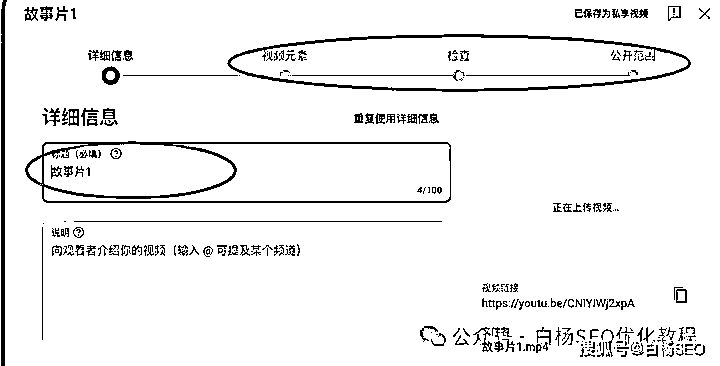 故事片1
已保存为私享视频
详细信息
视频元素
检查
公开范围
详细信息
重复使用详细信息
标题（必填）
故事片1
4/100
正在上传视频...
说明
向观看者介绍你的视频（输入 @ 可提及某个频道）
视频链接
https://youtu.be/CNIYJWj2xpA
公众号 · 白杨SEO优化教程
故事片1.mp4
搜狐号@白杨SEO